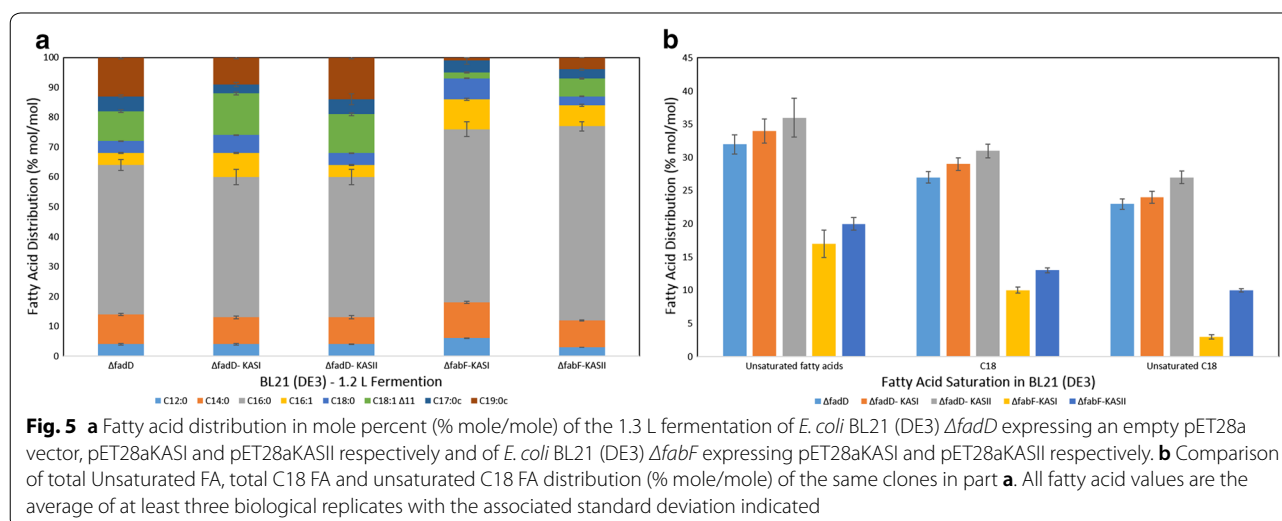 a
b
Fatty Acid Distribution (% mol/mol)
100
90
80
70
60
50
40
30
20
10
0
ΔfadD
ΔfadD- KASI
ΔfadD- KASII
ΔfabF-KASI
ΔfabF-KASII
BL21 (DE3) - 1.2 L Fermention
C12:0 C14:0 C16:0 C16:1 C18:0 C18:1 Δ11 C17:0c C19:0c
Fatty Acid Distribution (% mol/mol)
45
40
35
30
25
20
15
10
5
0
Unsaturated fatty acids
C18
Unsaturated C18
Fatty Acid Saturation in BL21 (DE3)
ΔfadD ΔfadD- KASI ΔfadD- KASII ΔfabF-KASI ΔfabF-KASII
Fig. 5 a Fatty acid distribution in mole percent (% mole/mole) of the 1.3 L fermentation of E. coli BL21 (DE3) ΔfadD expressing an empty pET28a
vector, pET28aKASI and pET28aKASII respectively and of E. coli BL21 (DE3) ΔfabF expressing pET28aKASI and pET28aKASII respectively. b Comparison
of total Unsaturated FA, total C18 FA and unsaturated C18 FA distribution (% mole/mole) of the same clones in part a. All fatty acid values are the
average of at least three biological replicates with the associated standard deviation indicated